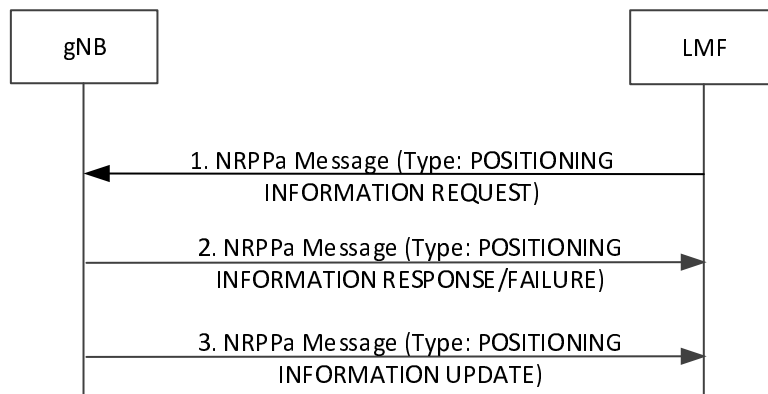 gNB
LMF
1. NRPPa Message (Type: POSITIONING
INFORMATION REQUEST)
2. NRPPa Message (Type: POSITIONING
INFORMATION RESPONSE/FAILURE)
3. NRPPa Message (Type: POSITIONING
INFORMATION UPDATE)